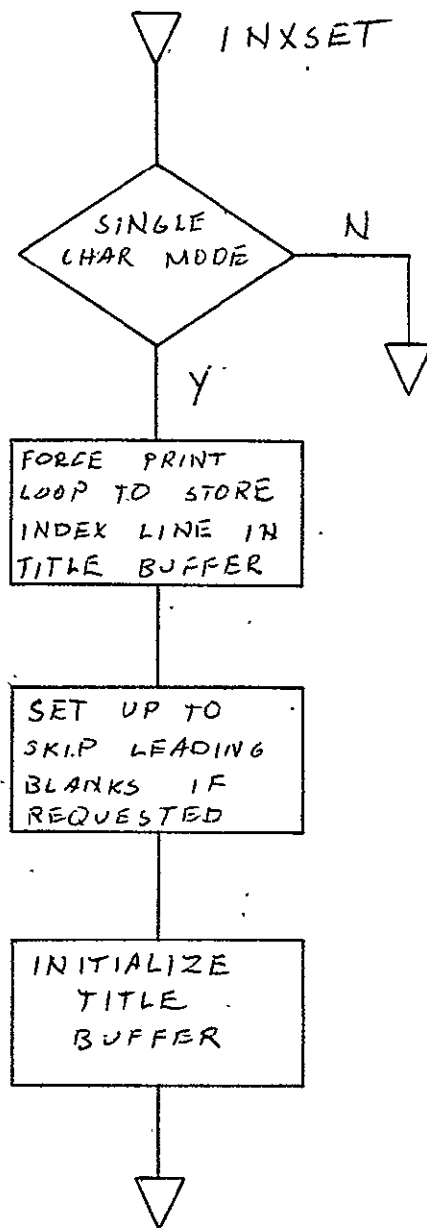 INXSET
SINGLE
CHAR MODE
N
Y
FORCE PRINT
LOOP TO STORE
INDEX LINE IN
TITLE BUFFER
SET UP TO
SKIP LEADING
BLANKS IF
REQUESTED
INITIALIZE
TITLE
BUFFER